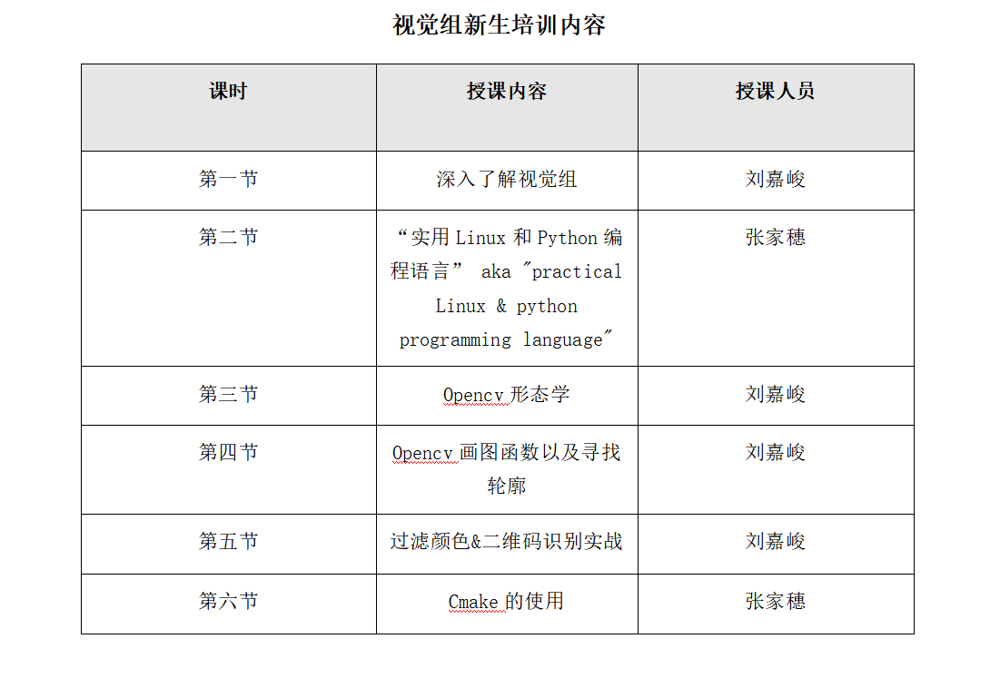 视觉组新生培训内容
课时 授课内容 授课人员
第一节 深入了解视觉组 刘嘉峻
第二节 “实用 Linux 和 Python 编 张家穗
程语言” aka "practical
Linux & python
programming language"
第三节 Opencv 形态学 刘嘉峻
第四节 Opencv 画图函数以及寻找 刘嘉峻
轮廓
第五节 过滤颜色&二维码识别实战 刘嘉峻
第六节 Cmake 的使用 张家穗